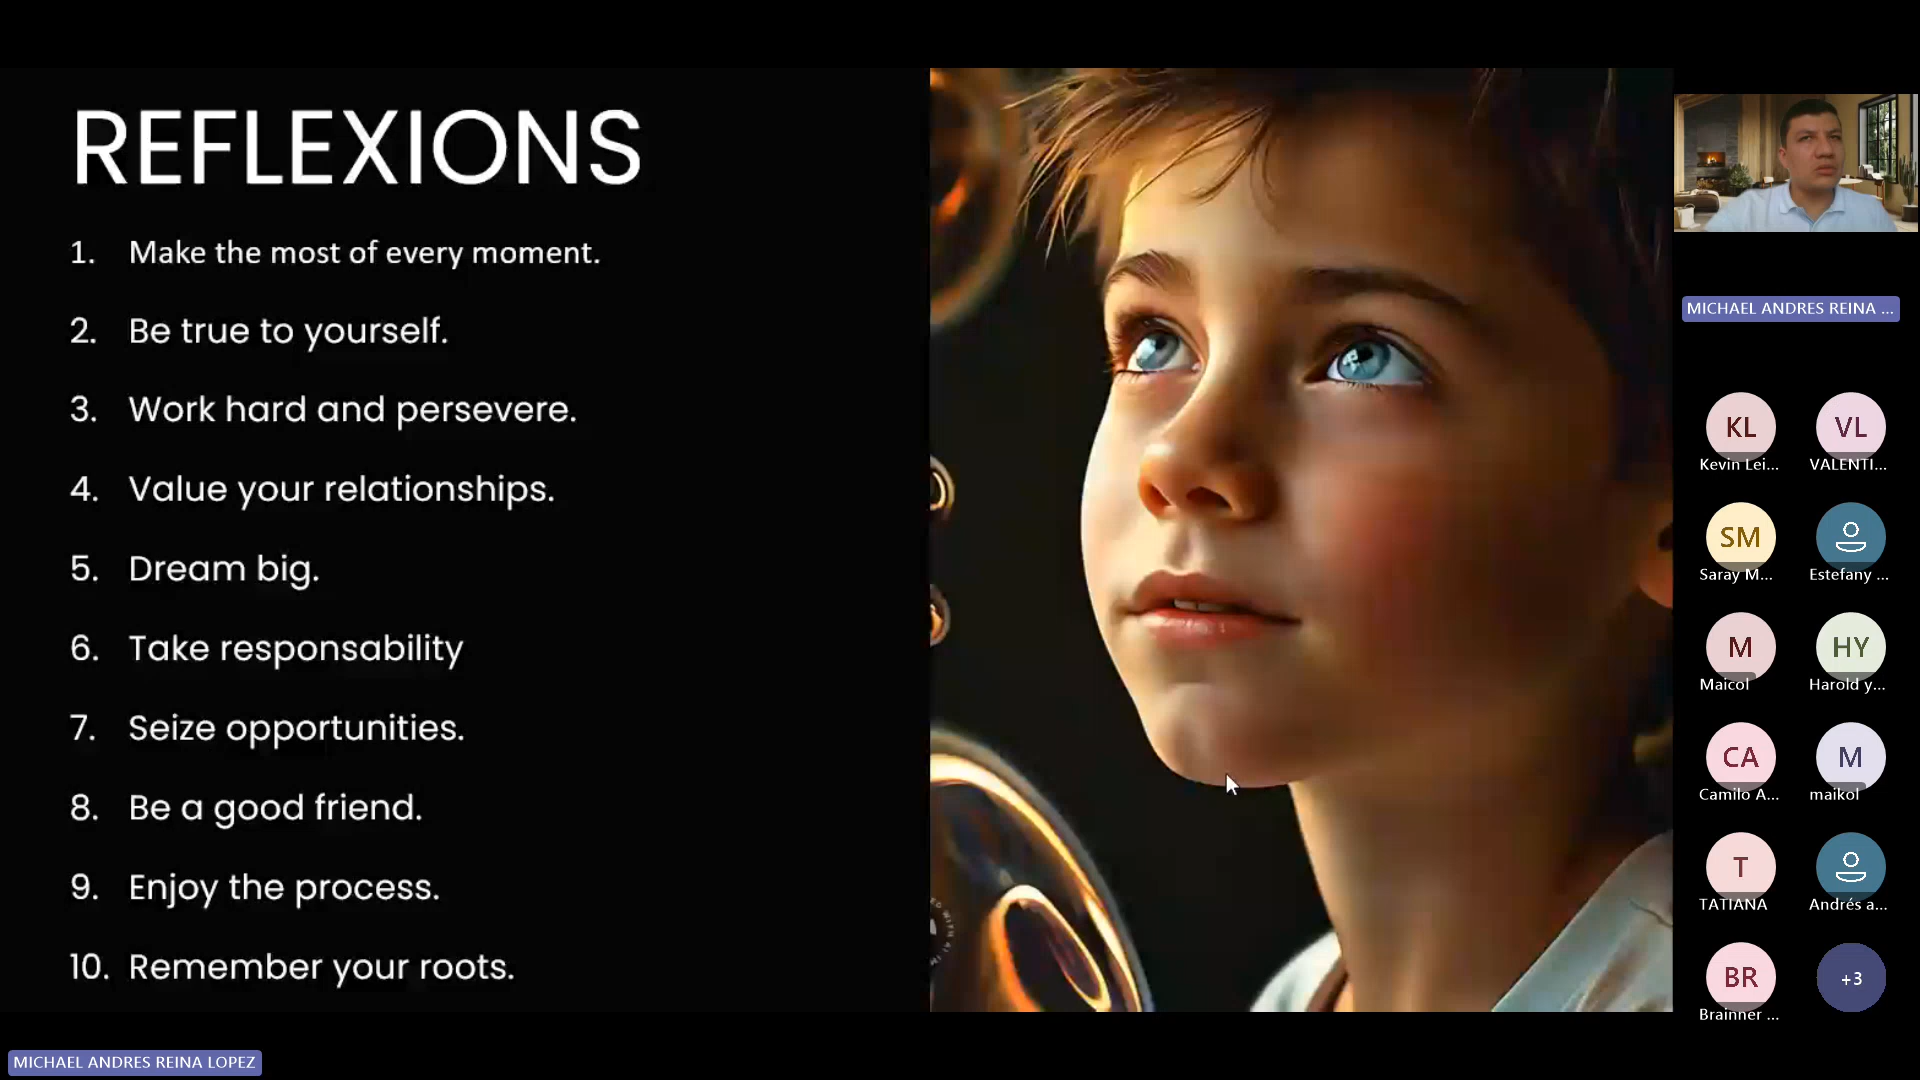 REFLEXIONS
1. Make the most of every moment.
2. Be true to yourself.
3. Work hard and persevere.
4. Value your relationships.
5. Dream big.
6. Take responsability
7. Seize opportunities.
8. Be a good friend.
9. Enjoy the process.
10. Remember your roots.
MICHAEL ANDRES REINA ...
KL
Kevin Lei...
VL
VALENTI...
SM
Saray M...
Estefany ...
M
Maicol
HY
Harold y...
CA
Camilo A...
M
maikol
T
TATIANA
Andrés a...
BR
Brainner ...
+3
MICHAEL ANDRES REINA LOPEZ